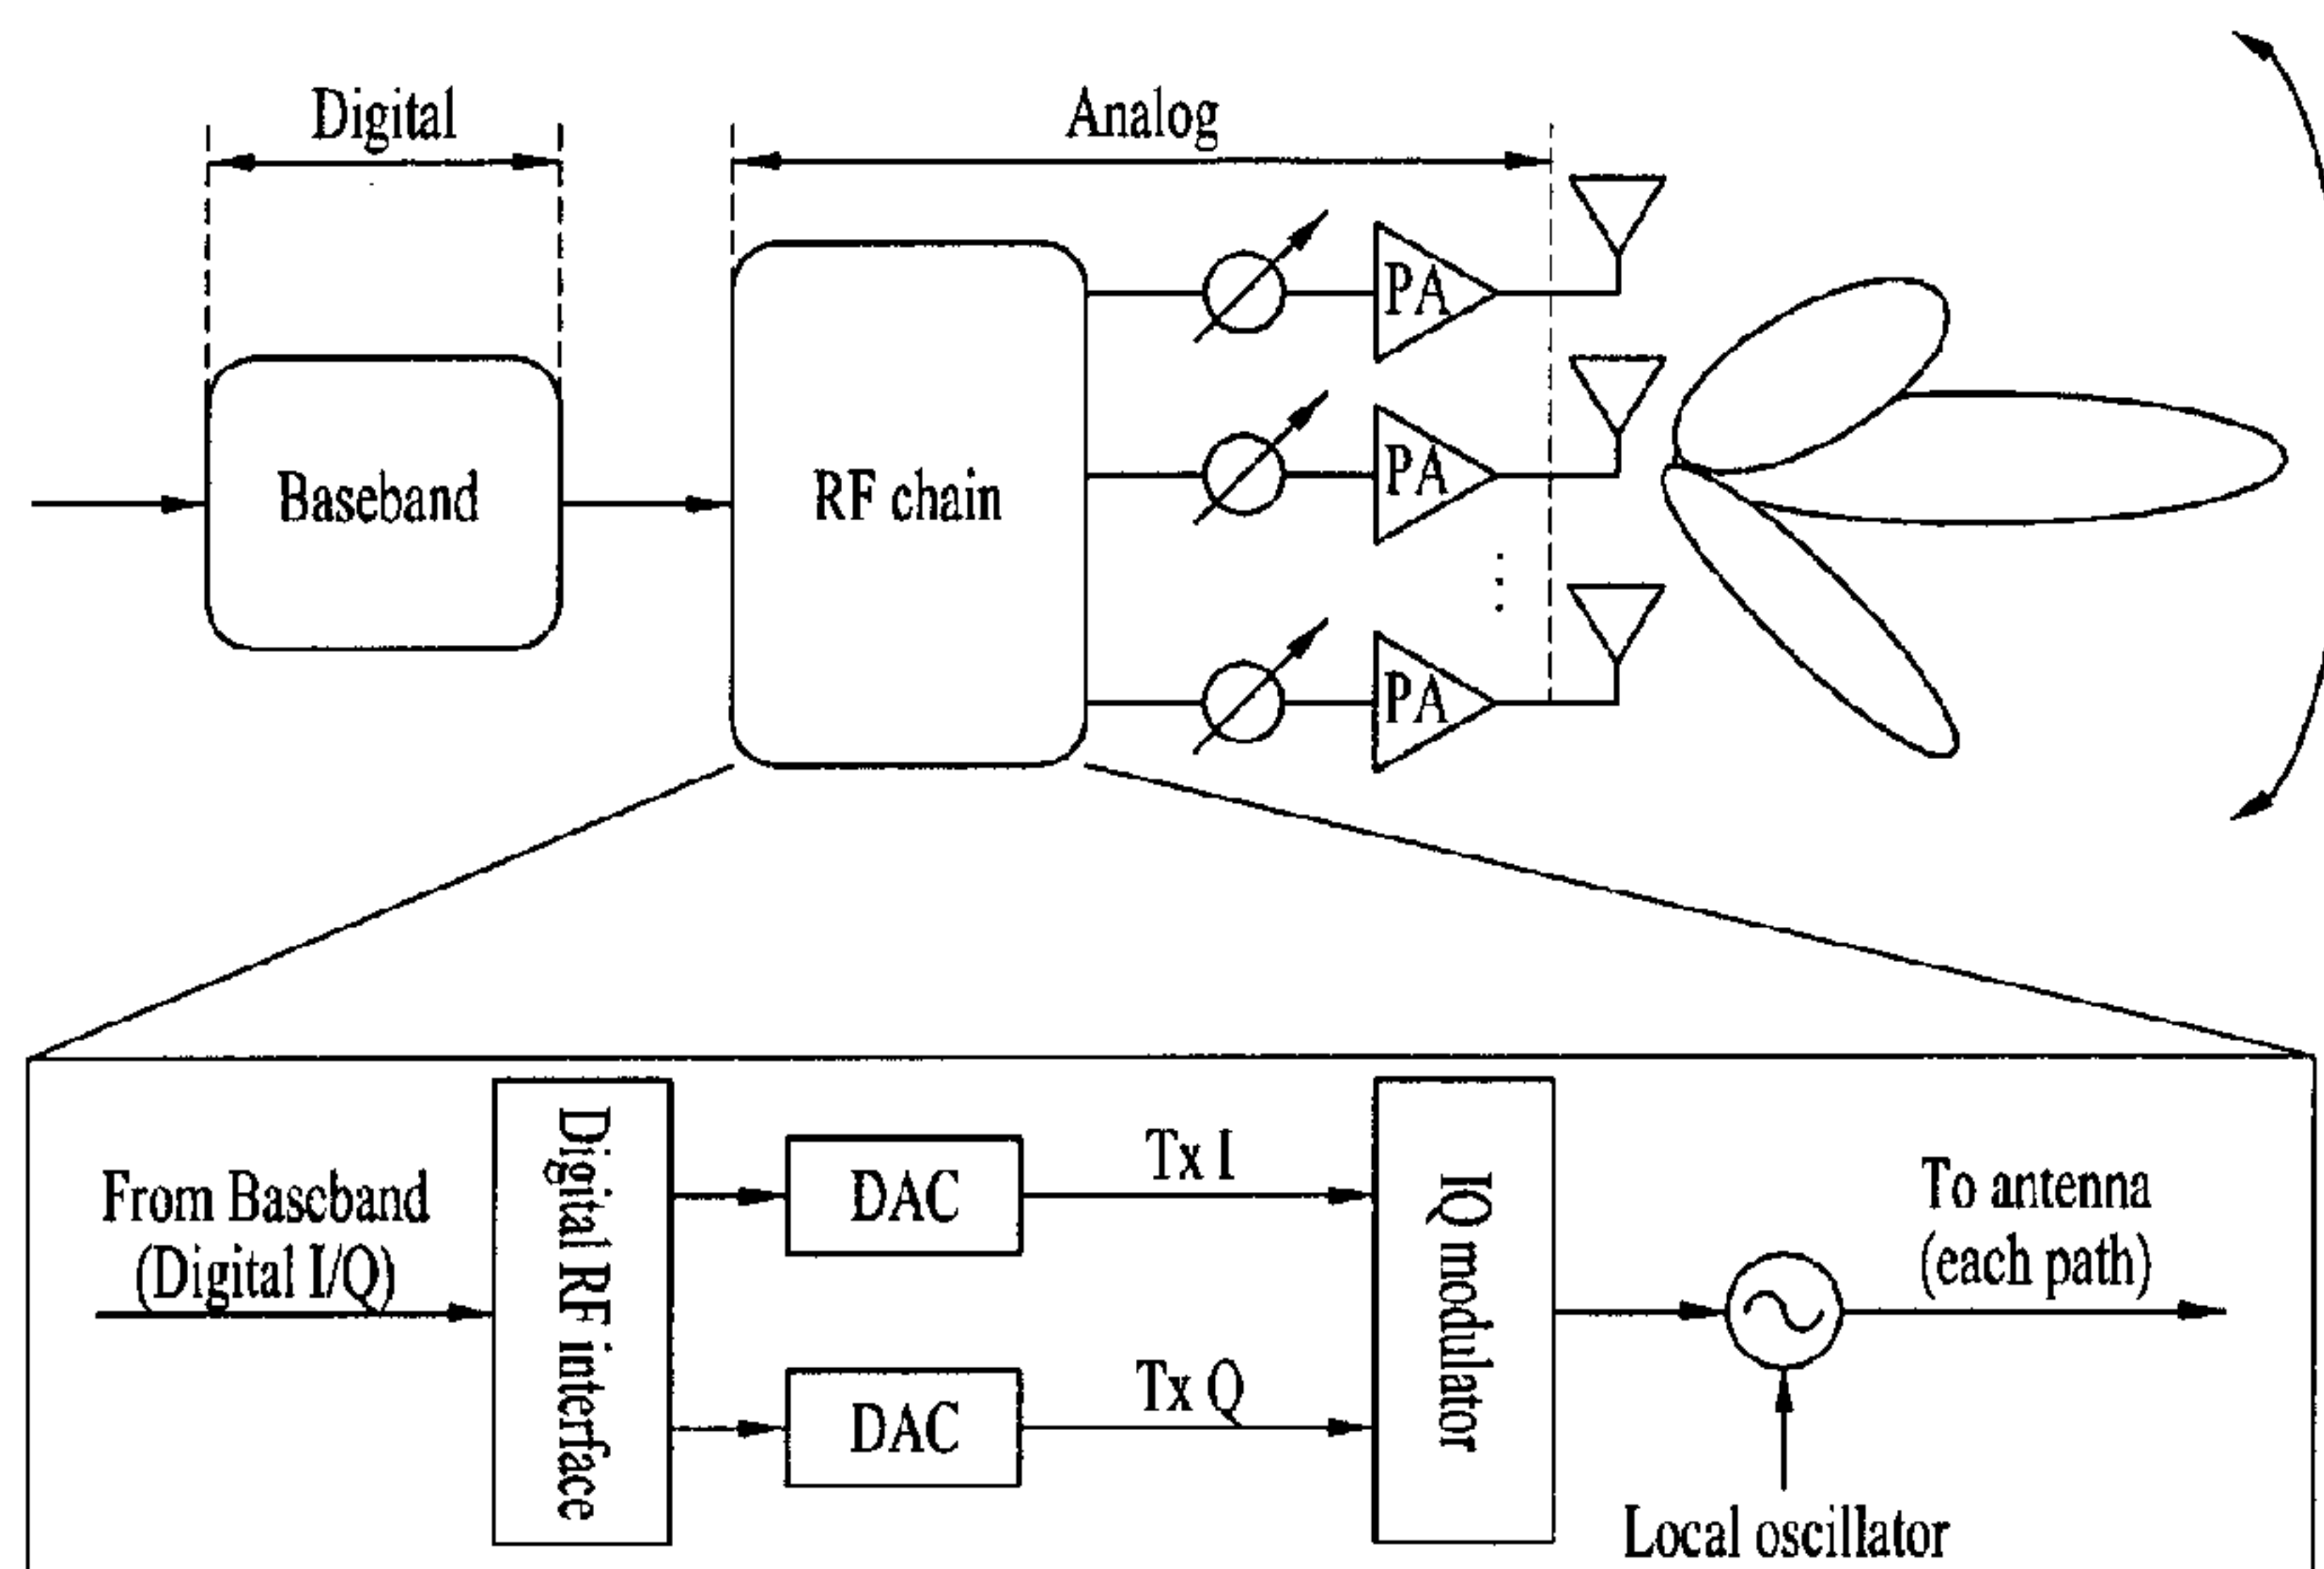 Digital
Analog
PA
PA
Baseband
RF chain
PA
From Baseband
(Digital I/Q)
Digital RF interface
DAC
Tx I
DAC
Tx Q
IQ modulator
To antenna
(each path)
Local oscillator